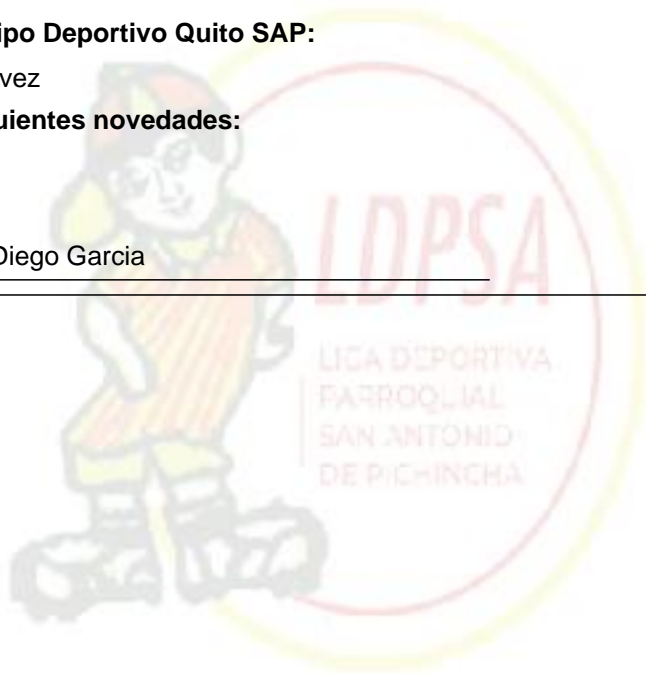 ipo Deportivo Quito SAP:
vez
uientes novedades:
Diego Garcia
LDPSA
LIGA DEPORTIVA
PARROQUIAL
SAN ANTONIO
DE PICHINCHA